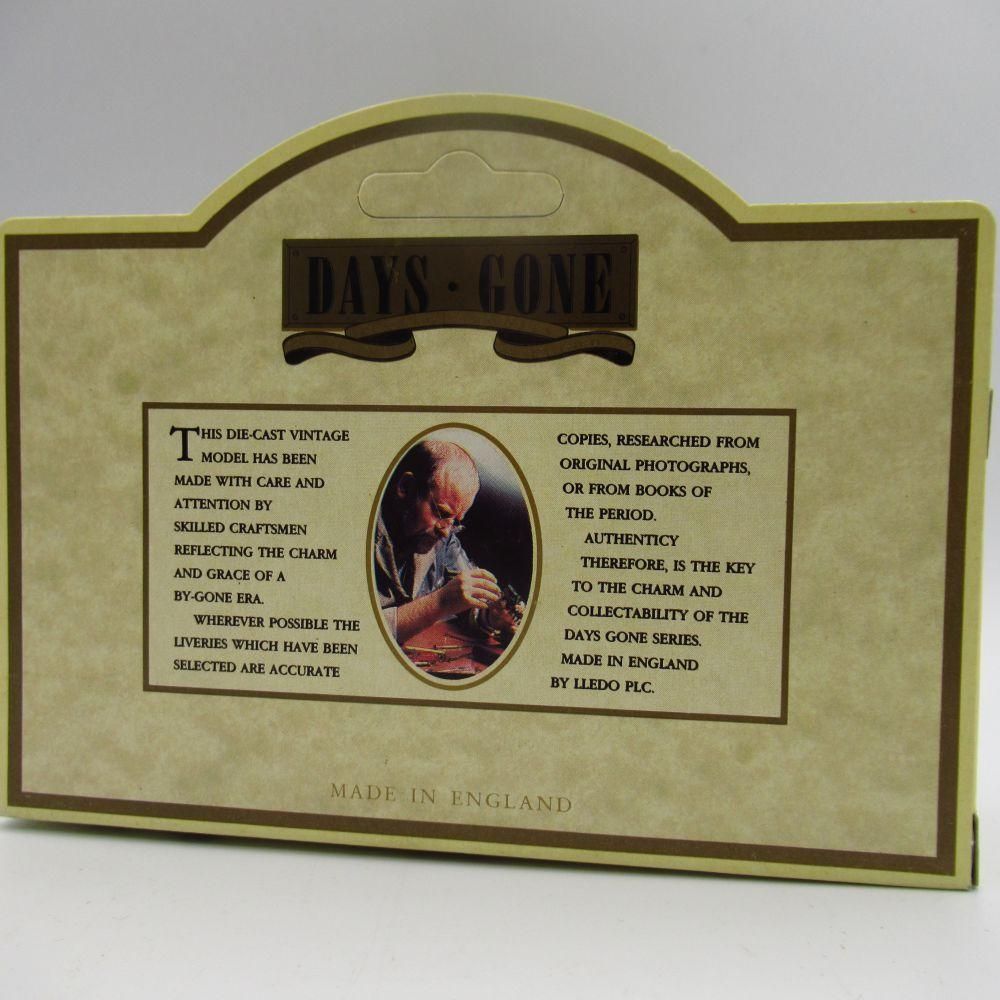 DAYS · GONE
THIS DIE-CAST VINTAGE
MODEL HAS BEEN
MADE WITH CARE AND
ATTENTION BY
SKILLED CRAFTSMEN
REFLECTING THE CHARM
AND GRACE OF A
BY-GONE ERA.
WHEREVER POSSIBLE THE
LIVERIES WHICH HAVE BEEN
SELECTED ARE ACCURATE
COPIES, RESEARCHED FROM
ORIGINAL PHOTOGRAPHS,
OR FROM BOOKS OF
THE PERIOD.
AUTHENTICY
THEREFORE, IS THE KEY
TO THE CHARM AND
COLLECTABILITY OF THE
DAYS GONE SERIES.
MADE IN ENGLAND
BY LLEDO PLC.
MADE IN ENGLAND